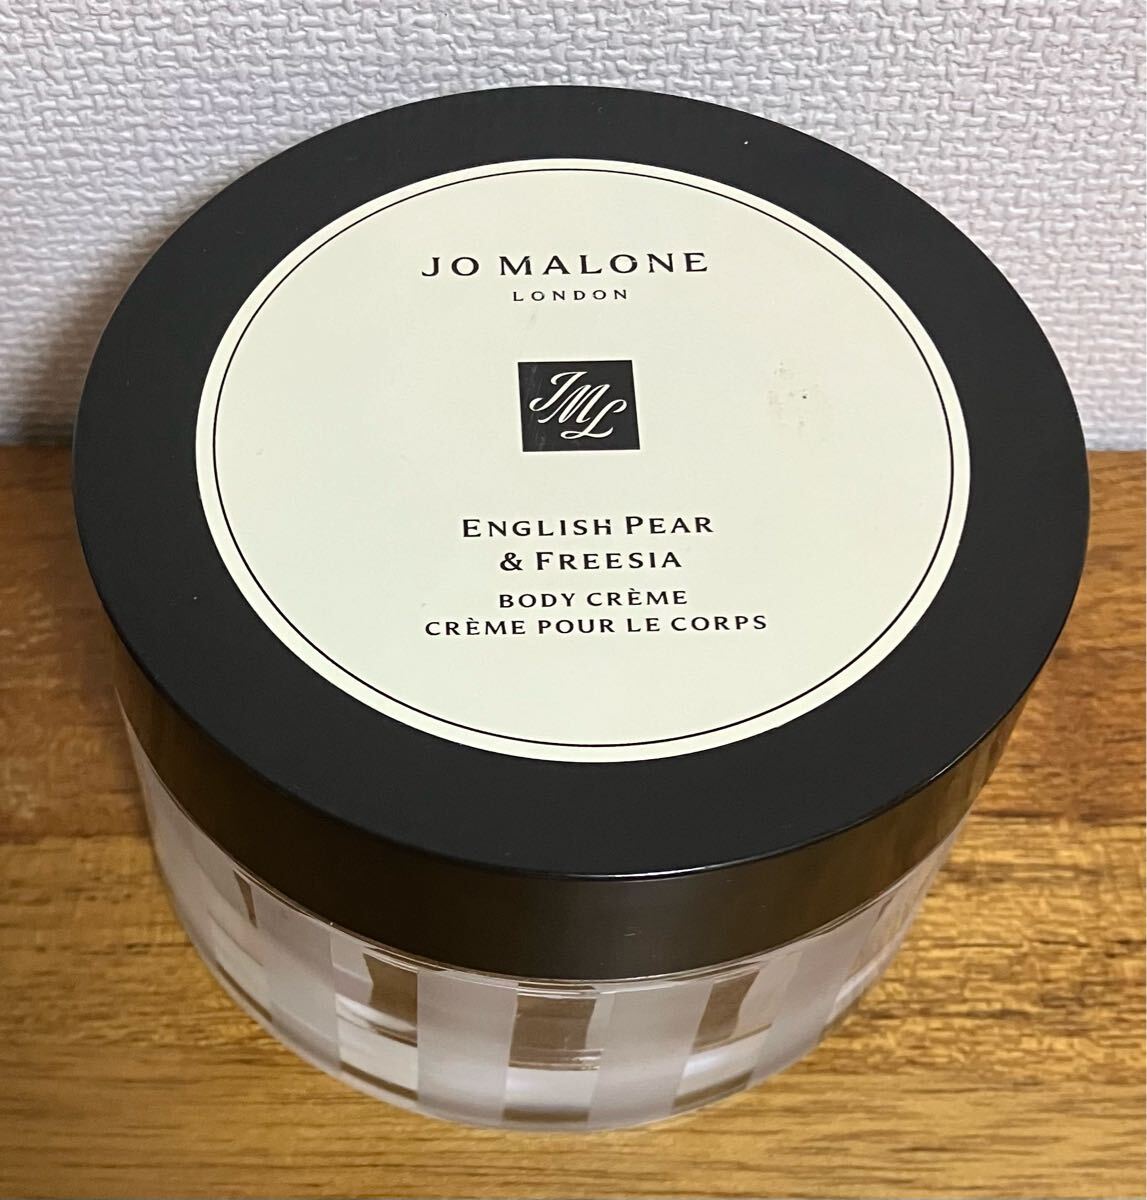 JO MALONE
LONDON
JML
ENGLISH PEAR
& FREESIA
BODY CRÈME
CRÈME POUR LE CORPS